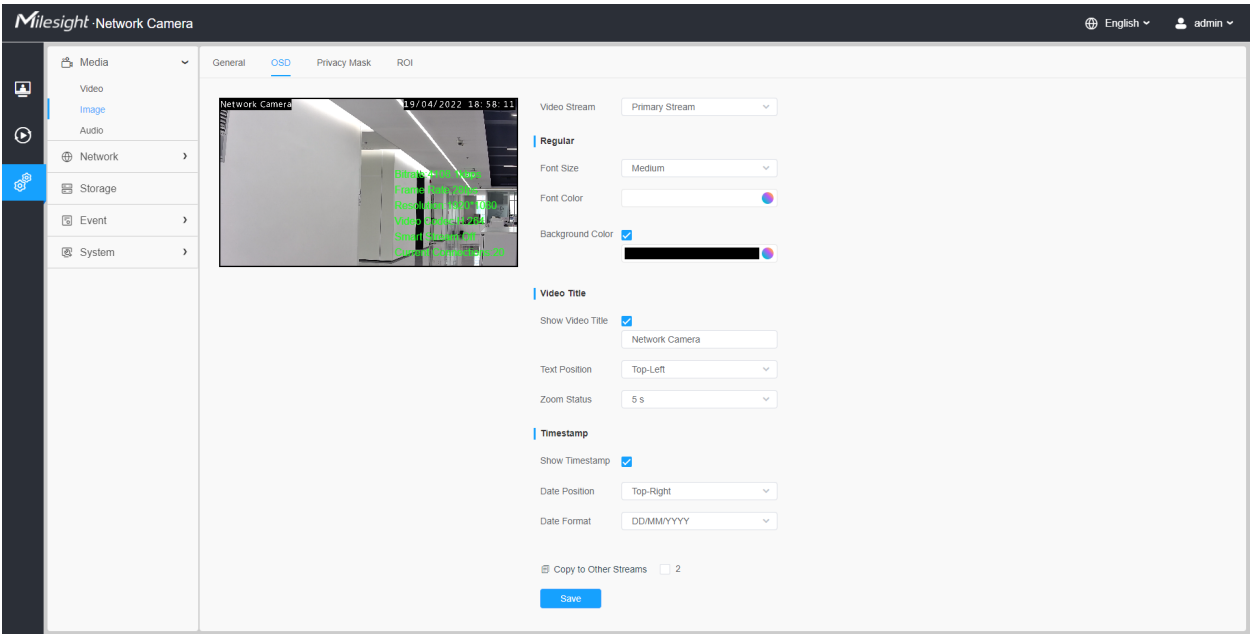 Milesight · Network Camera
English
admin
Media
Video
Image
Audio
Network
Storage
Event
System
General
OSD
Privacy Mask
ROI
Network Camera
19/04/2022 18:58:11
Video Stream
Primary Stream
Regular
Font Size
Medium
Font Color
Background Color
Video Title
Show Video Title
Network Camera
Text Position
Top-Left
Zoom Status
5 s
Timestamp
Show Timestamp
Date Position
Top-Right
Date Format
DD/MM/YYYY
Copy to Other Streams
2
Save